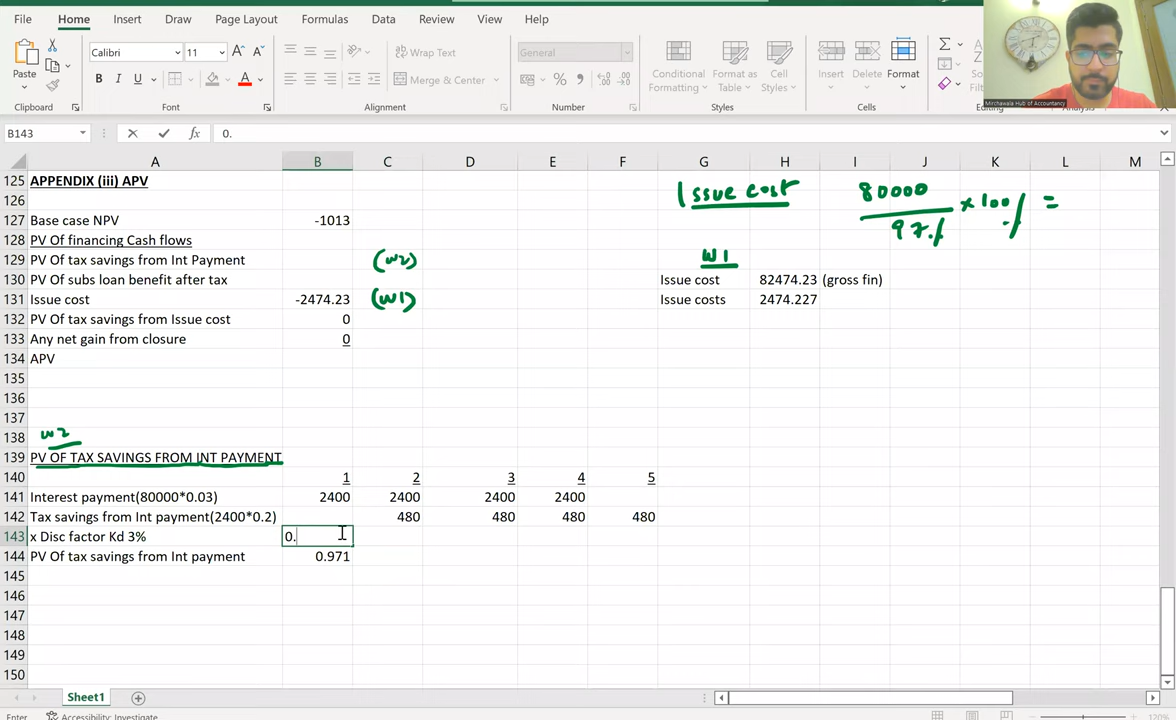 File Home Insert Draw Page Layout Formulas Data Review View Help
Calibri 11 A A Wrap Text General
Paste B I U A Merge & Center % Conditional Formatting Format as Table Cell Styles Insert Delete Format
Clipboard Font Alignment Number Styles Cells
Mirchawala Hub of Accountancy
B143 fx 0.
A B C D E F G H I J K L M
125 APPENDIX (iii) APV
Issue cost 80000 / 97% x 100% =
126
127 Base case NPV -1013
128 PV Of financing Cash flows
129 PV Of tax savings from Int Payment (W2) W1
130 PV Of subs loan benefit after tax Issue cost 82474.23 (gross fin)
131 Issue cost -2474.23 (W1) Issue costs 2474.227
132 PV Of tax savings from Issue cost 0
133 Any net gain from closure 0
134 APV
135
136
137
138 W2
139 PV OF TAX SAVINGS FROM INT PAYMENT
140 1 2 3 4 5
141 Interest payment(80000*0.03) 2400 2400 2400 2400
142 Tax savings from Int payment(2400*0.2) 480 480 480 480
143 x Disc factor Kd 3% 0.
144 PV Of tax savings from Int payment 0.971
145
146
147
148
149
150
Sheet1
Enter Accessibility: Investigate 130%